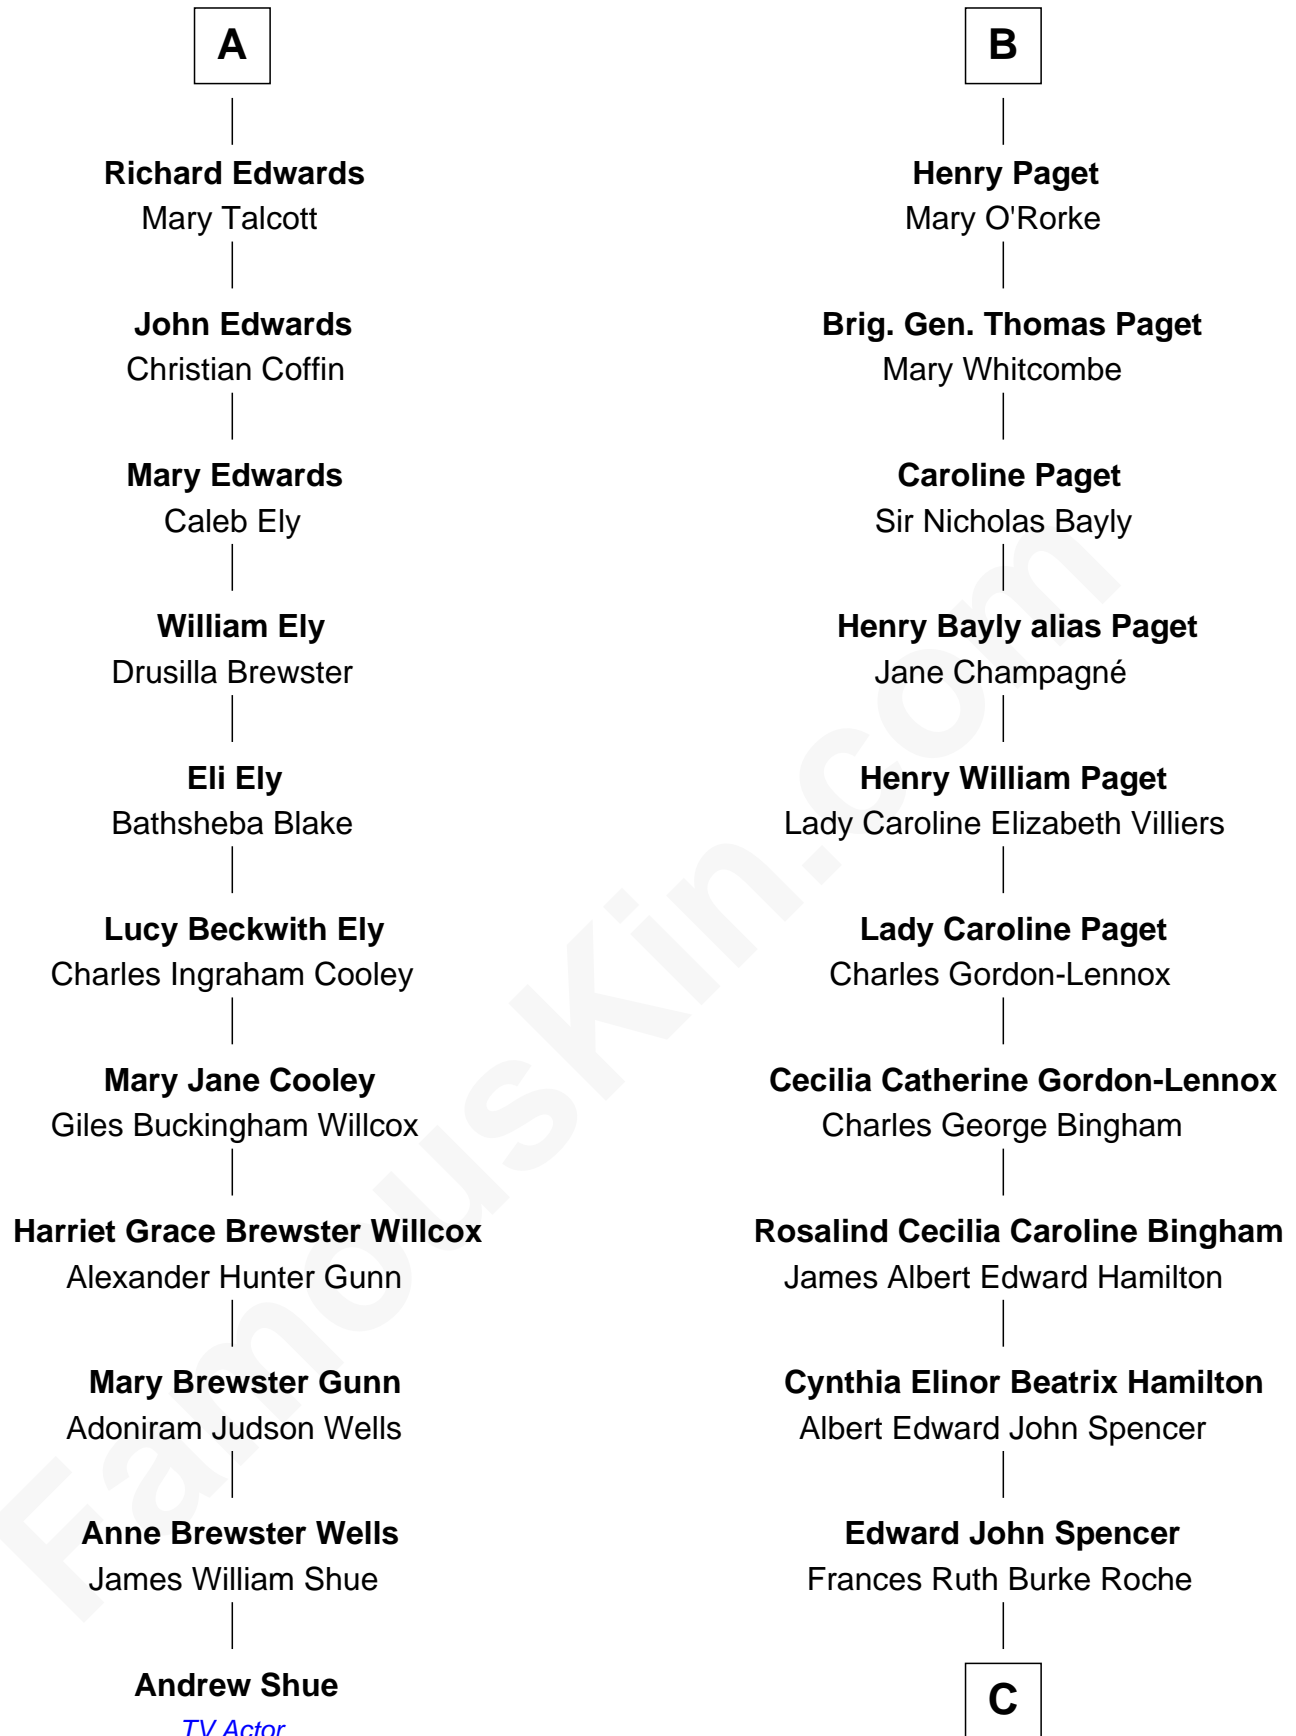 A
Richard Edwards
Mary Talcott
John Edwards
Christian Coffin
Mary Edwards
Caleb Ely
William Ely
Drusilla Brewster
Eli Ely
Bathsheba Blake
Lucy Beckwith Ely
Charles Ingraham Cooley
Mary Jane Cooley
Giles Buckingham Willcox
Harriet Grace Brewster Willcox
Alexander Hunter Gunn
Mary Brewster Gunn
Adoniram Judson Wells
Anne Brewster Wells
James William Shue
Andrew Shue
TV Actor
B
Henry Paget
Mary O'Rorke
Brig. Gen. Thomas Paget
Mary Whitcombe
Caroline Paget
Sir Nicholas Bayly
Henry Bayly alias Paget
Jane Champagné
Henry William Paget
Lady Caroline Elizabeth Villiers
Lady Caroline Paget
Charles Gordon-Lennox
Cecilia Catherine Gordon-Lennox
Charles George Bingham
Rosalind Cecilia Caroline Bingham
James Albert Edward Hamilton
Cynthia Elinor Beatrix Hamilton
Albert Edward John Spencer
Edward John Spencer
Frances Ruth Burke Roche
C
FamousKin.com